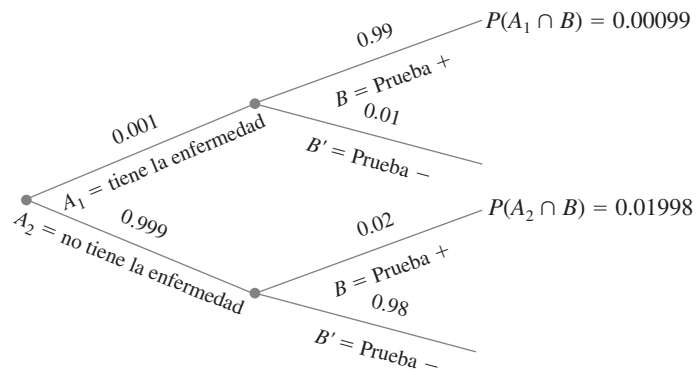 0.99
P(A₁ ∩ B) = 0.00099
B = Prueba +
0.01
B' = Prueba −
0.001
A₁ = tiene la enfermedad
0.999
A₂ = no tiene la enfermedad
0.02
P(A₂ ∩ B) = 0.01998
B = Prueba +
0.98
B' = Prueba −